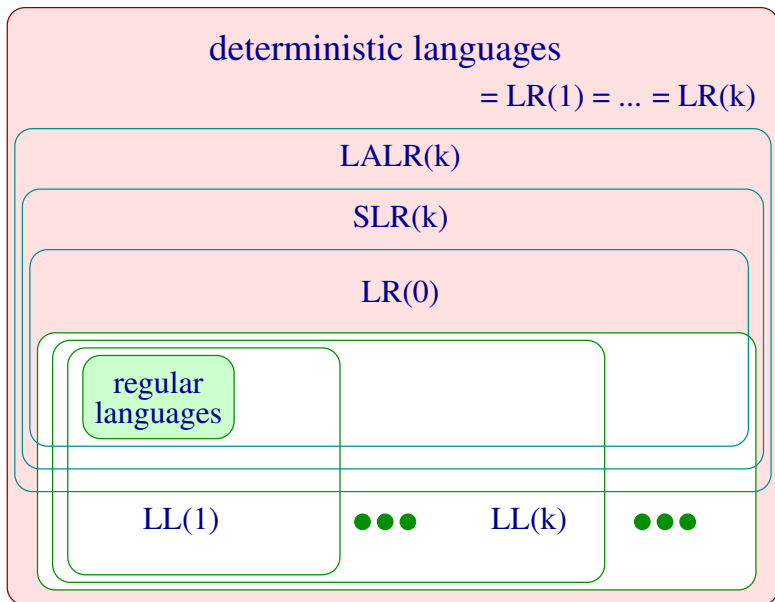 deterministic languages
= LR(1) = ... = LR(k)
LALR(k)
SLR(k)
LR(0)
regular
languages
LL(1)
LL(k)